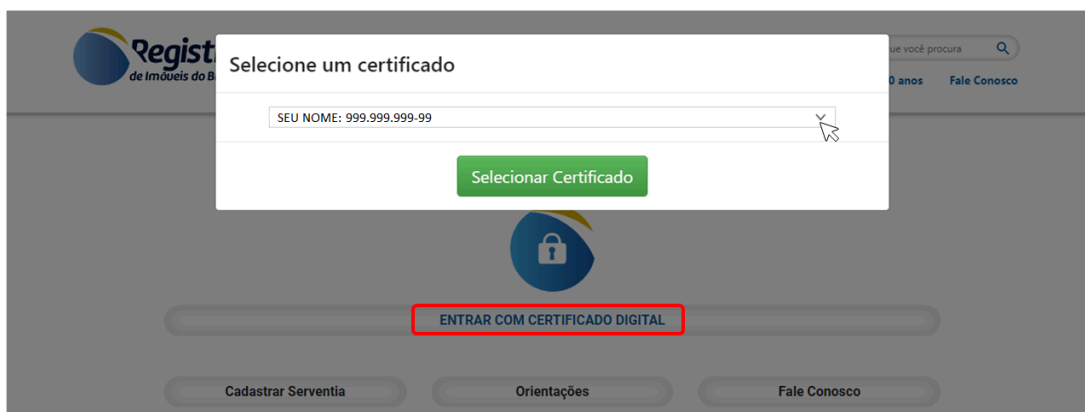 Regist
de Imóveis do B
Selecione um certificado
ue você procura
0 anos Fale Conosco
SEU NOME: 999.999.999-99
Selecionar Certificado
ENTRAR COM CERTIFICADO DIGITAL
Cadastrar Serventia Orientações Fale Conosco